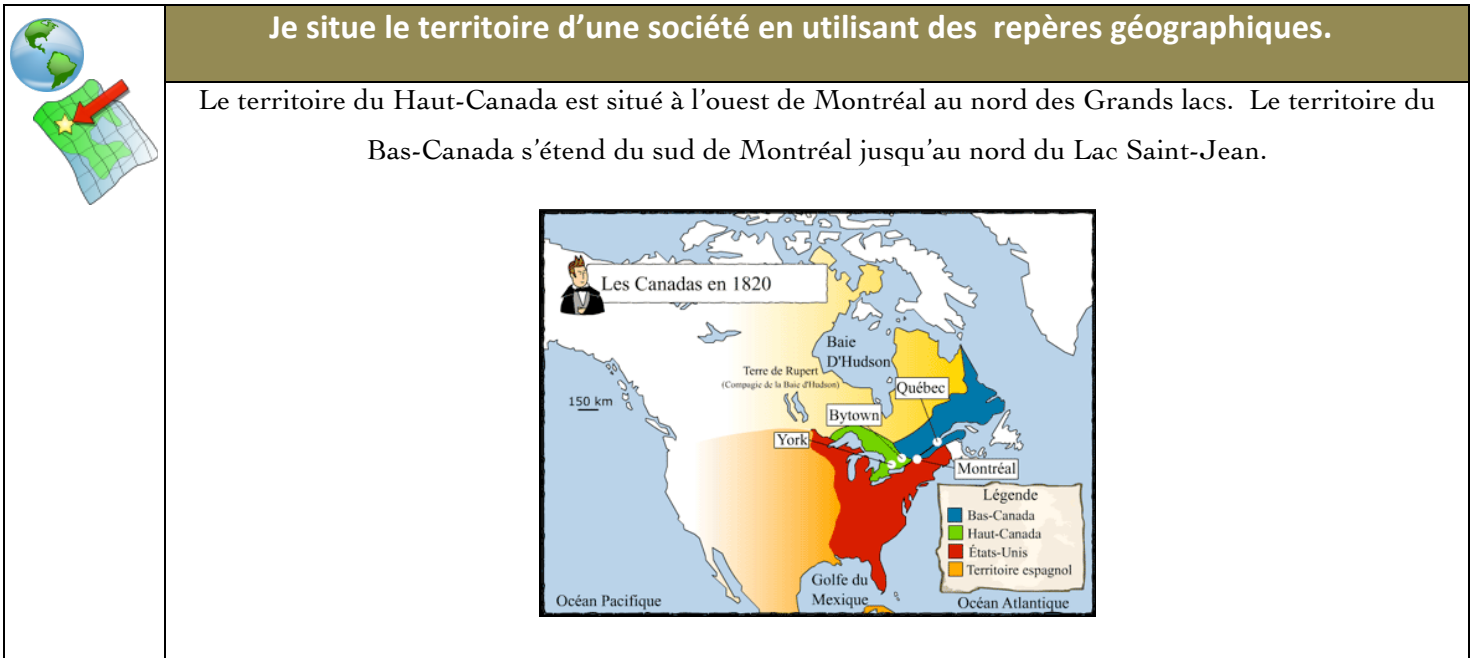 Je situe le territoire d’une société en utilisant des  repères géographiques.
Le territoire du Haut-Canada est situé à l’ouest de Montréal au nord des Grands lacs.  Le territoire du
Bas-Canada s’étend du sud de Montréal jusqu’au nord du Lac Saint-Jean.
Les Canadas en 1820
Baie
D'Hudson
Terre de Rupert
(Compagie de la Baie d'Hudson)
Québec
150 km
Bytown
York
Montréal
Légende
Bas-Canada
Haut-Canada
États-Unis
Territoire espagnol
Golfe du
Mexique
Océan Pacifique
Océan Atlantique